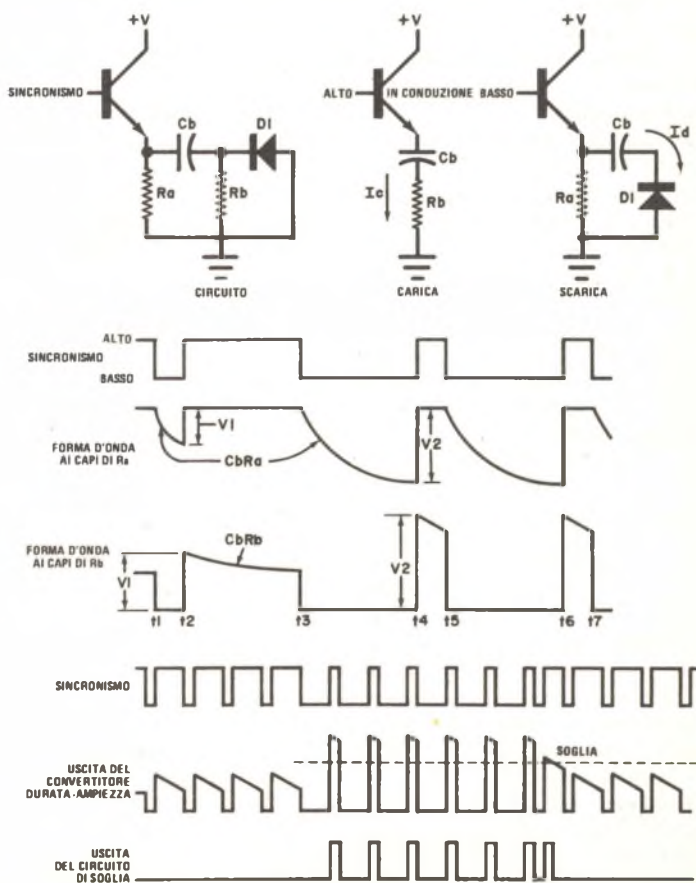 +V
+V
+V
SINCRONISMO
ALTO
IN CONDUZIONE
BASSO
Cb
D1
Ra
Rb
Cb
Ic
Rb
Cb
Id
Ra
D1
CIRCUITO
CARICA
SCARICA
ALTO
SINCRONISMO
BASSO
FORMA D'ONDA
AI CAPI DI Ra
V1
CbRa
V2
FORMA D'ONDA
AI CAPI DI Rb
V1
CbRb
V2
t1
t2
t3
t4
t5
t6
t7
SINCRONISMO
USCITA DEL
CONVERTITORE
DURATA-AMPIEZZA
SOGLIA
USCITA
DEL CIRCUITO
DI SOGLIA